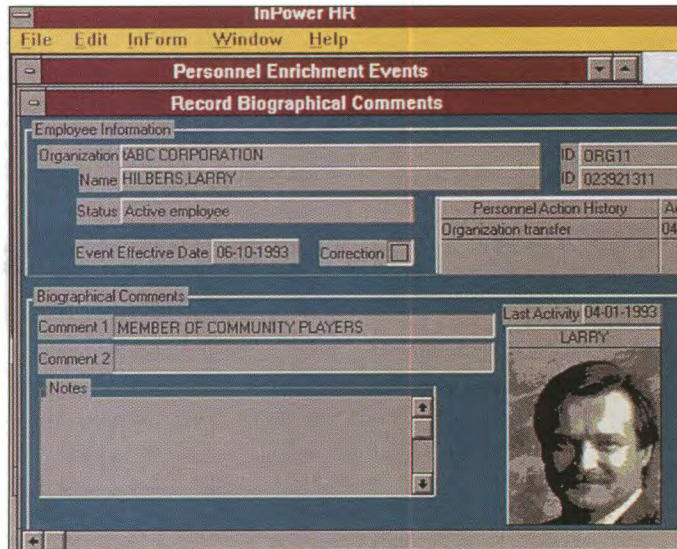 InPower HR
File Edit InForm Window Help
Personnel Enrichment Events
Record Biographical Comments
Employee Information
Organization ABC CORPORATION ID ORG11
Name HILBERS,LARRY ID 023921311
Status Active employee Personnel Action History
Organization transfer 04
Event Effective Date 06-10-1993 Correction
Biographical Comments
Last Activity 04-01-1993
Comment 1 MEMBER OF COMMUNITY PLAYERS
LARRY
Comment 2
Notes